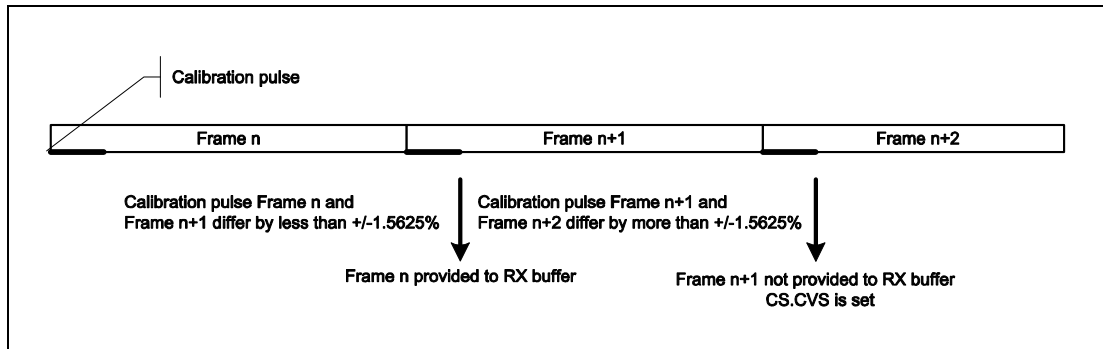 Calibration pulse
Frame n
Frame n+1
Frame n+2
Calibration pulse Frame n and
Frame n+1 differ by less than +/-1.5625%
Calibration pulse Frame n+1 and
Frame n+2 differ by more than +/-1.5625%
Frame n provided to RX buffer
Frame n+1 not provided to RX buffer
CS.CVS is set